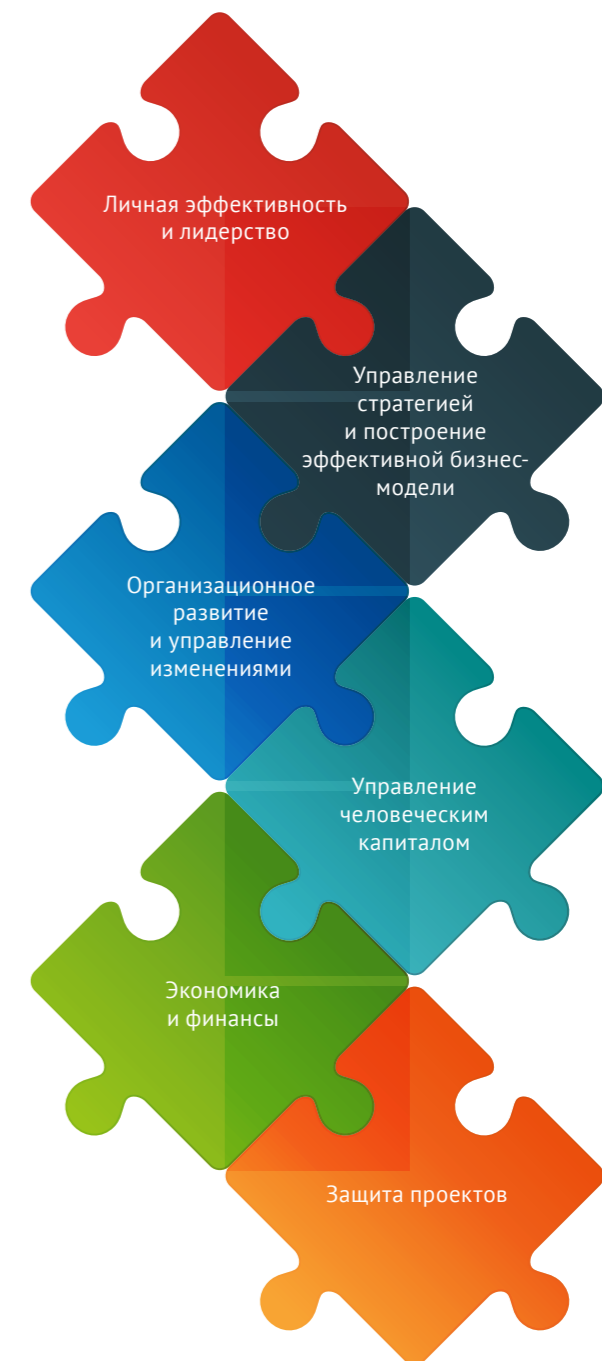 Личная эффективность
и лидерство
Управление
стратегией
и построение
эффективной бизнес-
модели
Организационное
развитие
и управление
изменениями
Управление
человеческим
капиталом
Экономика
и финансы
Защита проектов